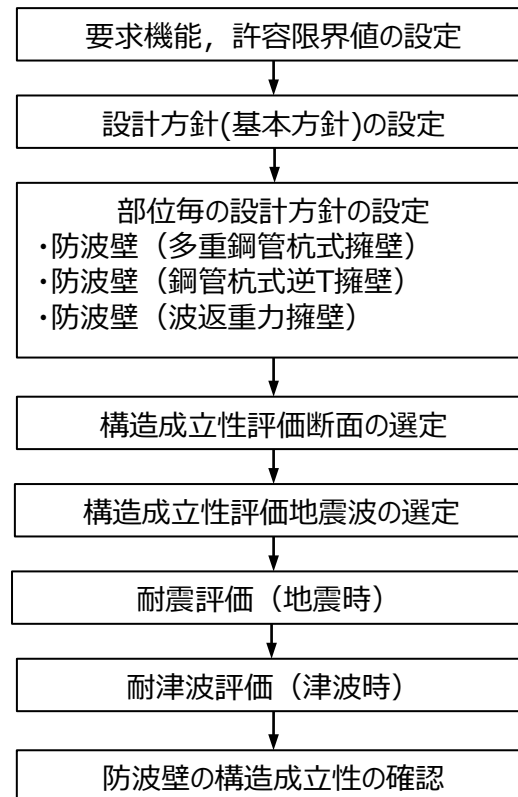 要求機能，許容限界値の設定
設計方針(基本方針)の設定
部位毎の設計方針の設定
・防波壁（多重鋼管杭式擁壁）
・防波壁（鋼管杭式逆T擁壁）
・防波壁（波返重力擁壁）
構造成立性評価断面の選定
構造成立性評価地震波の選定
耐震評価（地震時）
耐津波評価（津波時）
防波壁の構造成立性の確認